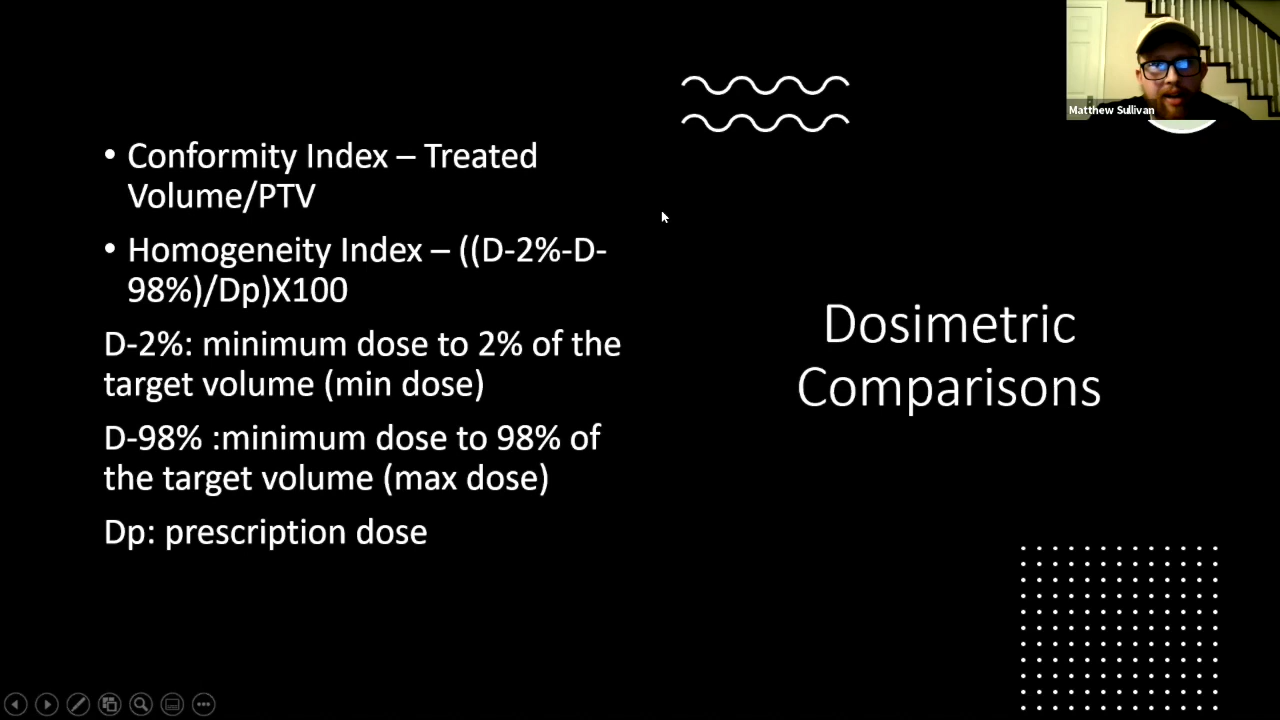 • Conformity Index – Treated
Volume/PTV
• Homogeneity Index – ((D-2%-D-
98%)/Dp)X100
D-2%: minimum dose to 2% of the
target volume (min dose)
D-98% :minimum dose to 98% of
the target volume (max dose)
Dp: prescription dose
Dosimetric
Comparisons
Matthew Sullivan